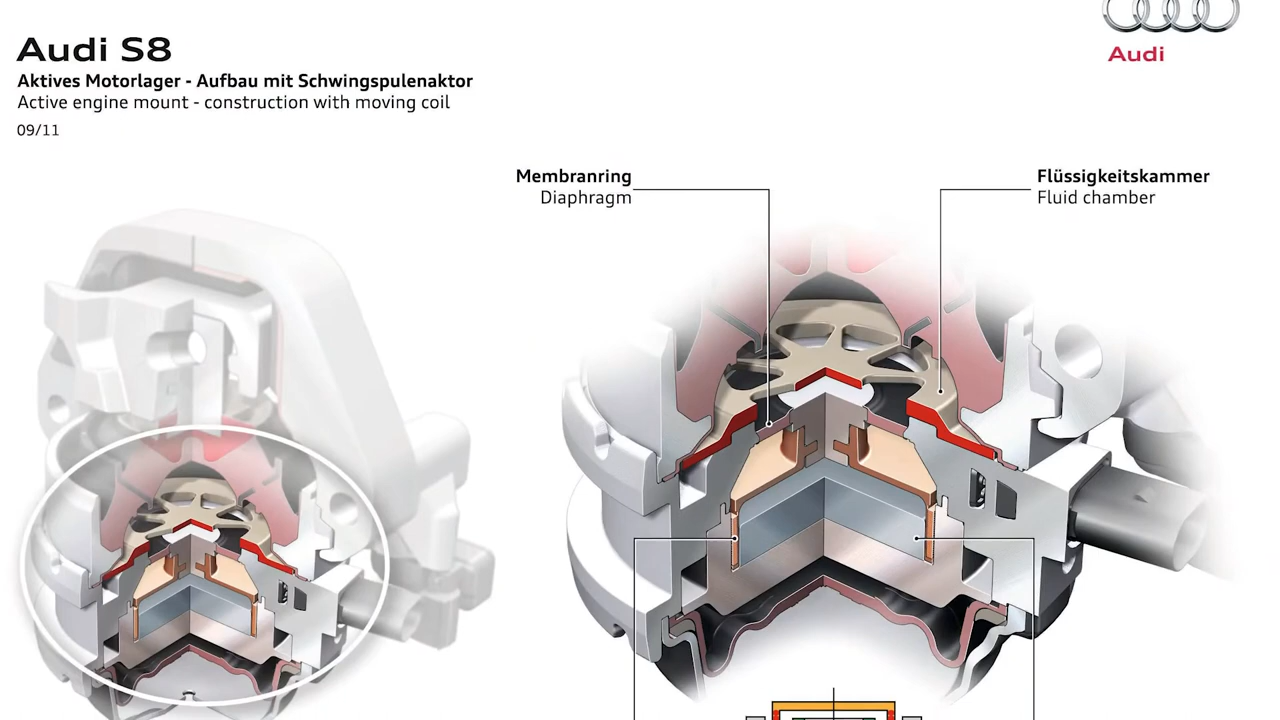 Audi S8
Aktives Motorlager - Aufbau mit Schwingspulenaktor
Active engine mount - construction with moving coil
09/11
Audi
Membranring
Diaphragm
Flüssigkeitskammer
Fluid chamber